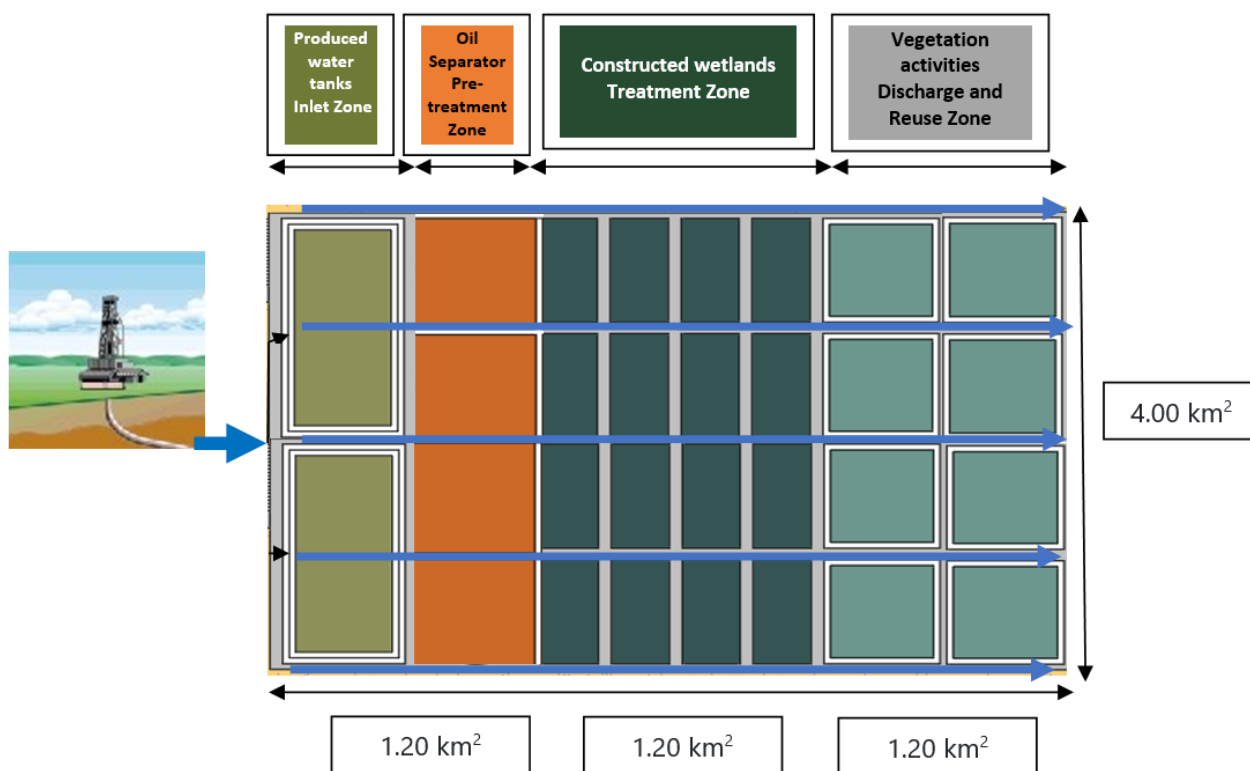 Produced
water
tanks
Inlet Zone
Oil
Separator
Pre-
treatment
Zone
Constructed wetlands
Treatment Zone
Vegetation
activities
Discharge and
Reuse Zone
4.00 km²
1.20 km²
1.20 km²
1.20 km²